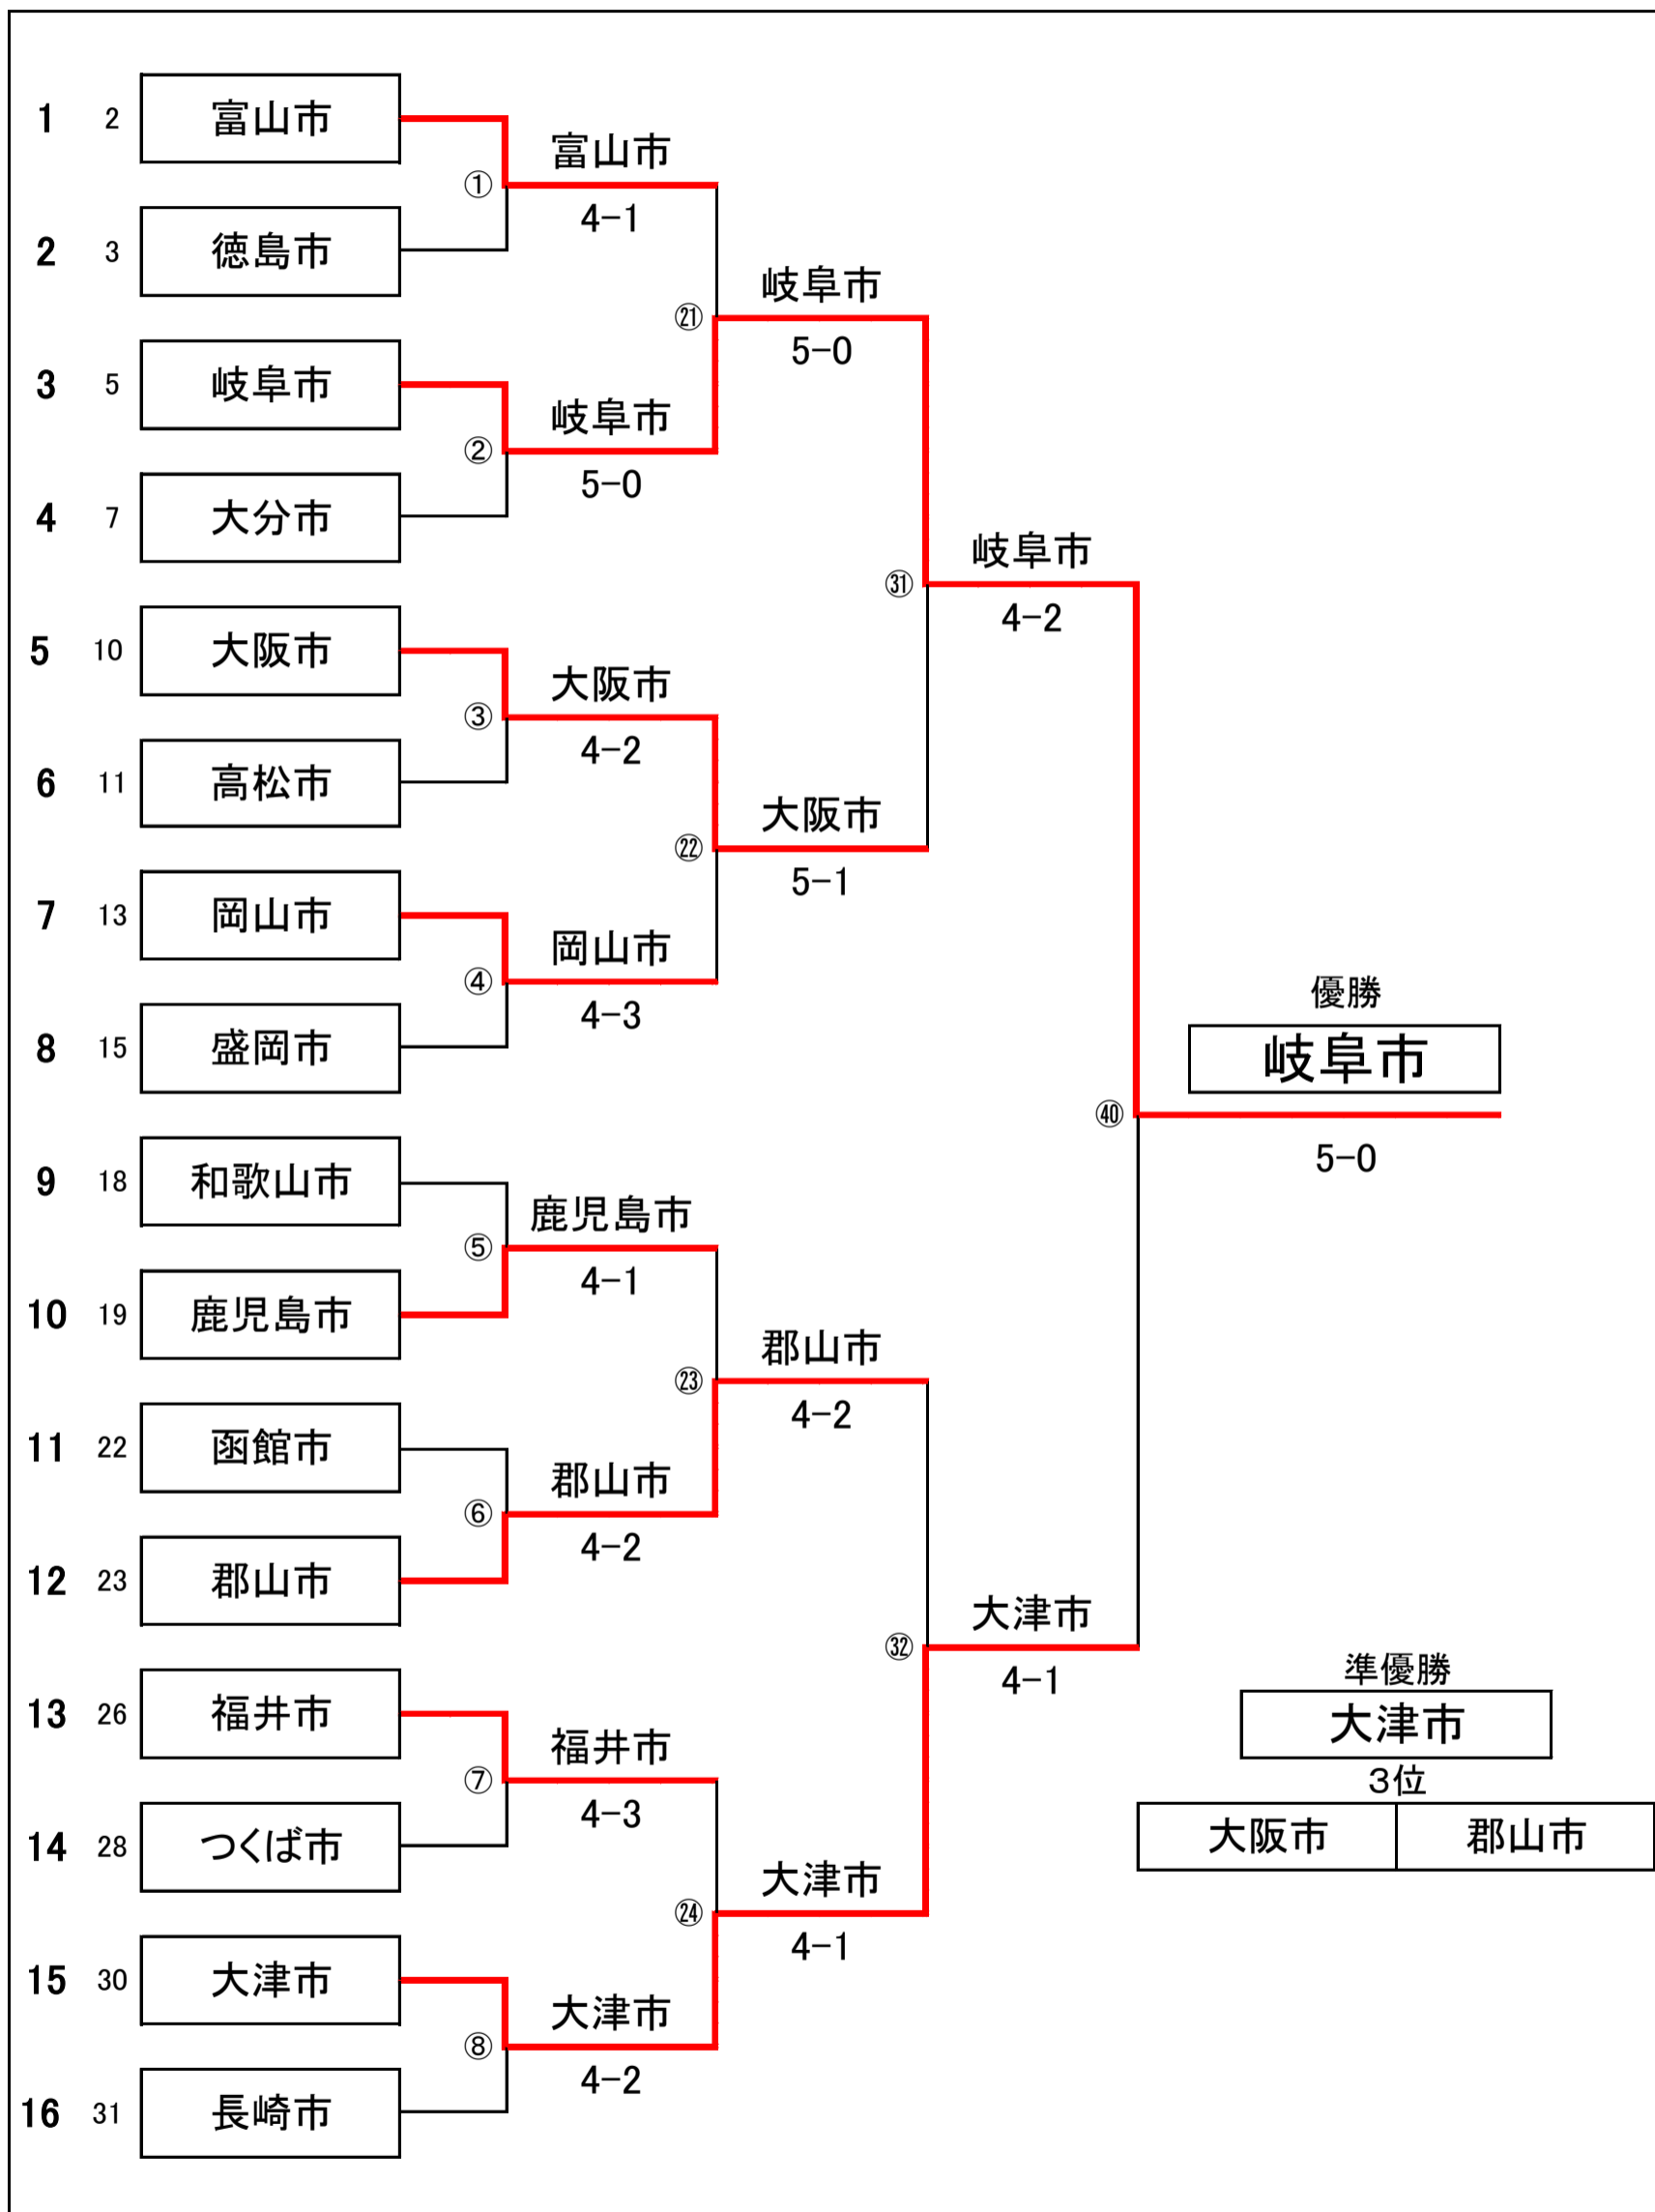 1 2 富山市
2 3 徳島市
3 5 岐阜市
4 7 大分市
5 10 大阪市
6 11 高松市
7 13 岡山市
8 15 盛岡市
9 18 和歌山市
10 19 鹿児島市
11 22 函館市
12 23 郡山市
13 26 福井市
14 28 つくば市
15 30 大津市
16 31 長崎市
① 富山市
4-1
② 岐阜市
5-0
③ 大阪市
4-2
④ 岡山市
4-3
⑤ 鹿児島市
4-1
⑥ 郡山市
4-2
⑦ 福井市
4-3
⑧ 大津市
4-2
㉑ 岐阜市
5-0
㉒ 大阪市
5-1
㉓ 郡山市
4-2
㉔ 大津市
4-1
㉛ 岐阜市
4-2
㉜ 大津市
4-1
㊵
優勝
岐阜市
5-0
準優勝
大津市
3位
大阪市 郡山市